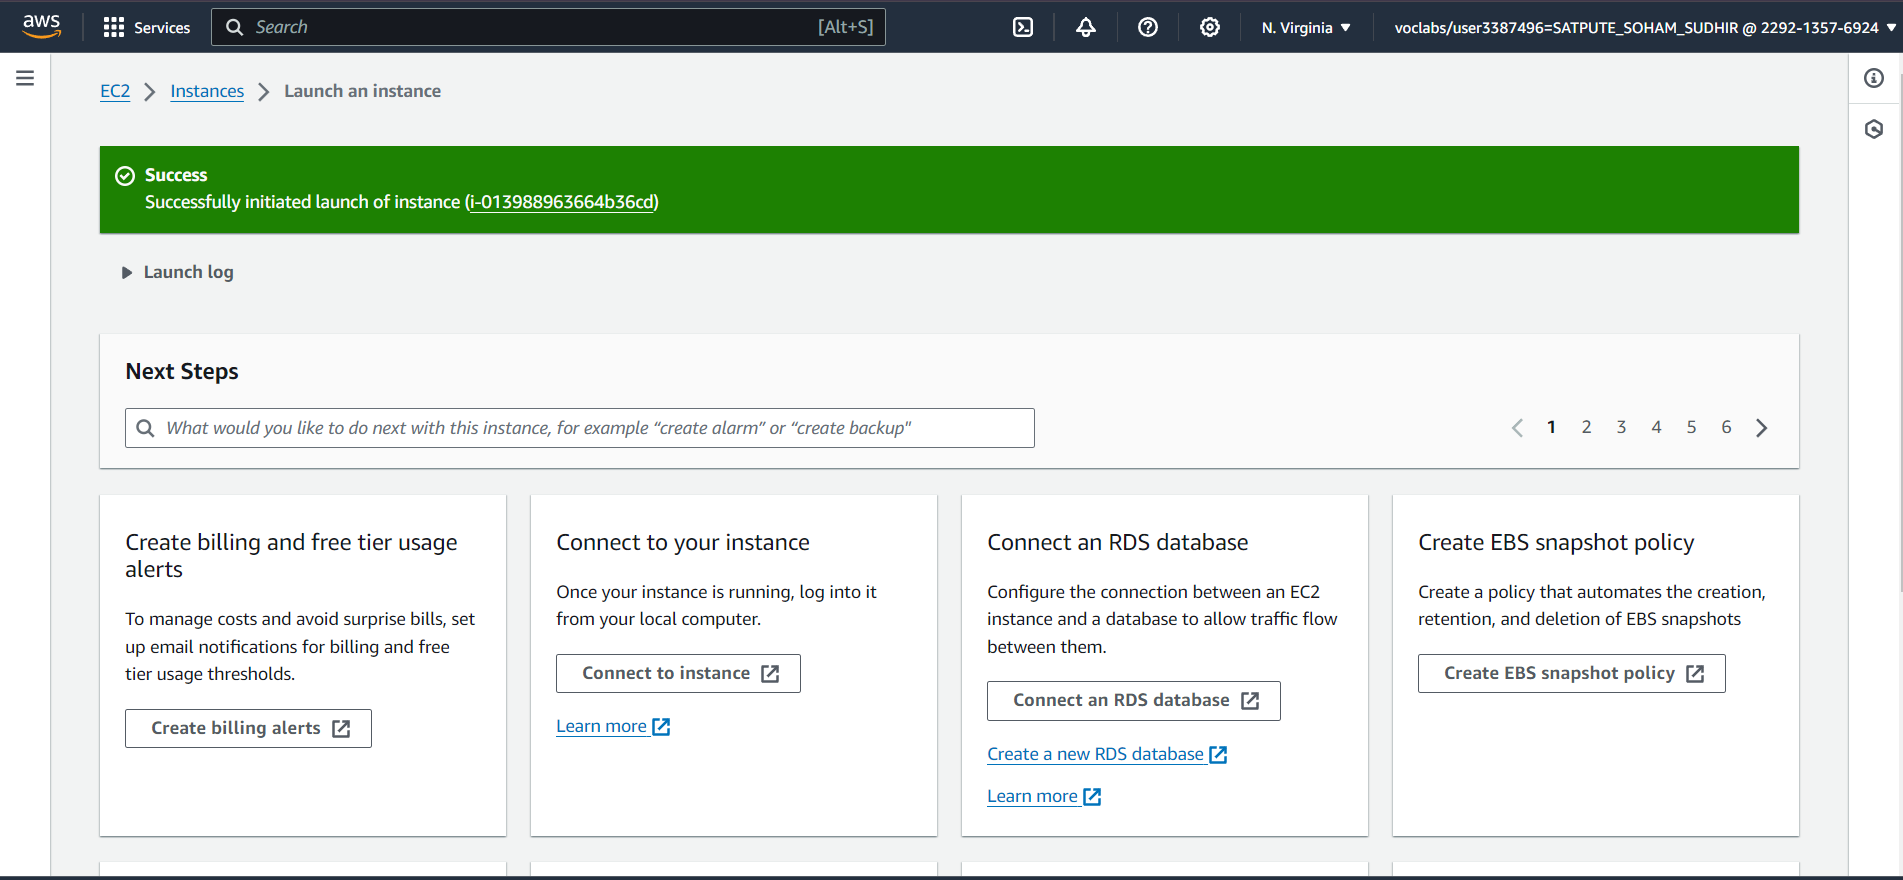 aws
Services
Search [Alt+S]
N. Virginia
voclabs/user3387496=SATPUTE_SOHAM_SUDHIR @ 2292-1357-6924
EC2 Instances Launch an instance
Success
Successfully initiated launch of instance (i-013988963664b36cd)
Launch log
Next Steps
What would you like to do next with this instance, for example “create alarm” or “create backup"
1 2 3 4 5 6
Create billing and free tier usage
alerts
To manage costs and avoid surprise bills, set
up email notifications for billing and free
tier usage thresholds.
Create billing alerts
Connect to your instance
Once your instance is running, log into it
from your local computer.
Connect to instance
Learn more
Connect an RDS database
Configure the connection between an EC2
instance and a database to allow traffic flow
between them.
Connect an RDS database
Create a new RDS database
Learn more
Create EBS snapshot policy
Create a policy that automates the creation,
retention, and deletion of EBS snapshots
Create EBS snapshot policy